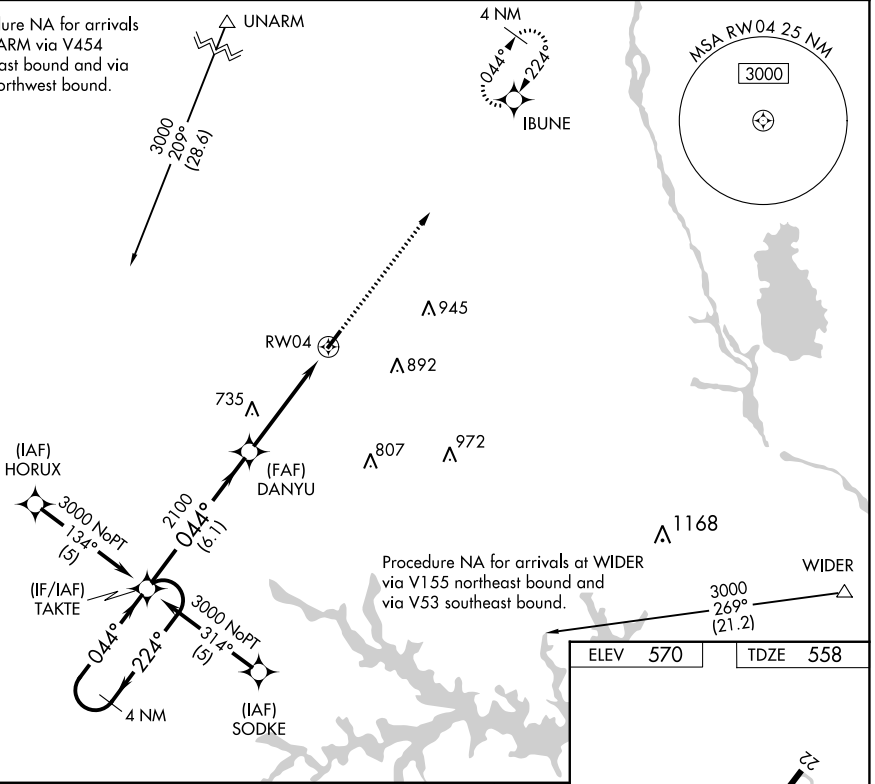 dure NA for arrivals
ARM via V454
ast bound and via
orthwest bound.
UNARM
3000
209°
(28.6)
4 NM
044°
224°
IBUNE
MSA RW04 25 NM
3000
945
RW04
892
735
807
972
(FAF)
DANYU
(IAF)
HORUX
3000 NoPT
134°
(5)
2100
044°
(6.1)
1168
Procedure NA for arrivals at WIDER
via V155 northeast bound and
via V53 southeast bound.
WIDER
3000
269°
(21.2)
(IF/IAF)
TAKTE
3000 NoPT
314°
(5)
044°
224°
4 NM
(IAF)
SODKE
ELEV 570
TDZE 558
22